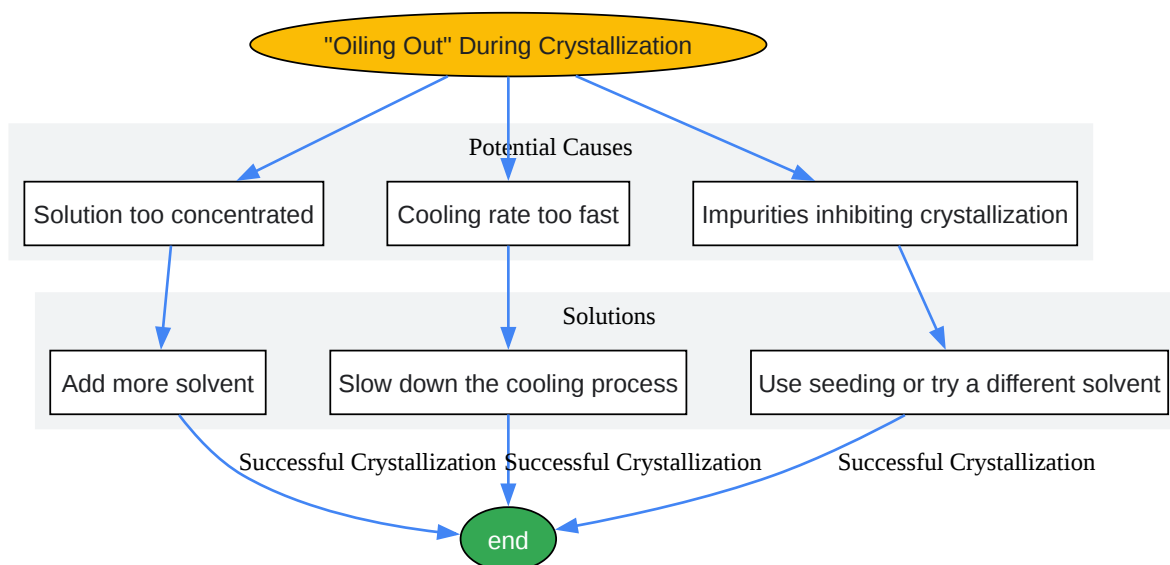 "Oiling Out" During Crystallization
Potential Causes
Solution too concentrated
Cooling rate too fast
Impurities inhibiting crystallization
Solutions
Add more solvent
Slow down the cooling process
Use seeding or try a different solvent
Successful Crystallization
Successful Crystallization
Successful Crystallization
end